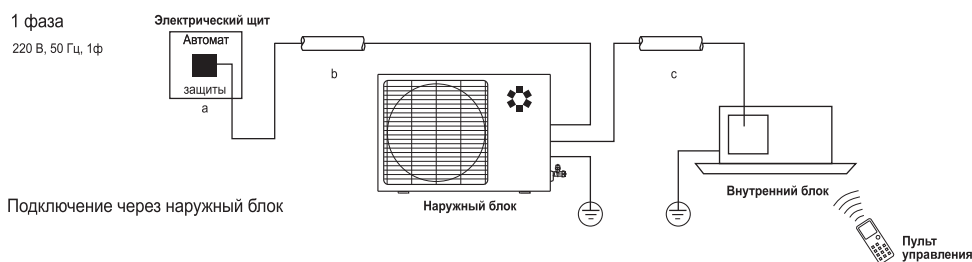 1 фаза
220 В, 50 Гц, 1ф
Электрический щит
Автомат
защиты
a
b
c
Наружный блок
Внутренний блок
Подключение через наружный блок
Пульт
управления